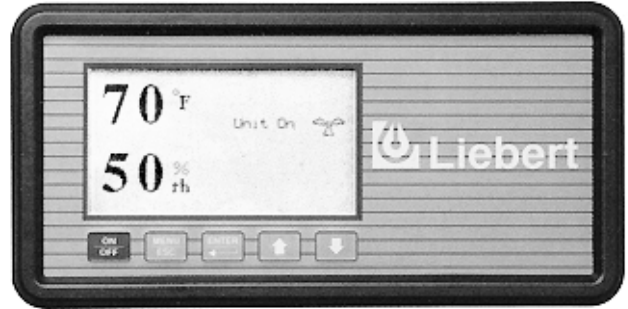 70 °F
Unit On
50 % rh
Liebert
ON
OFF
MENU
ESC
ENTER